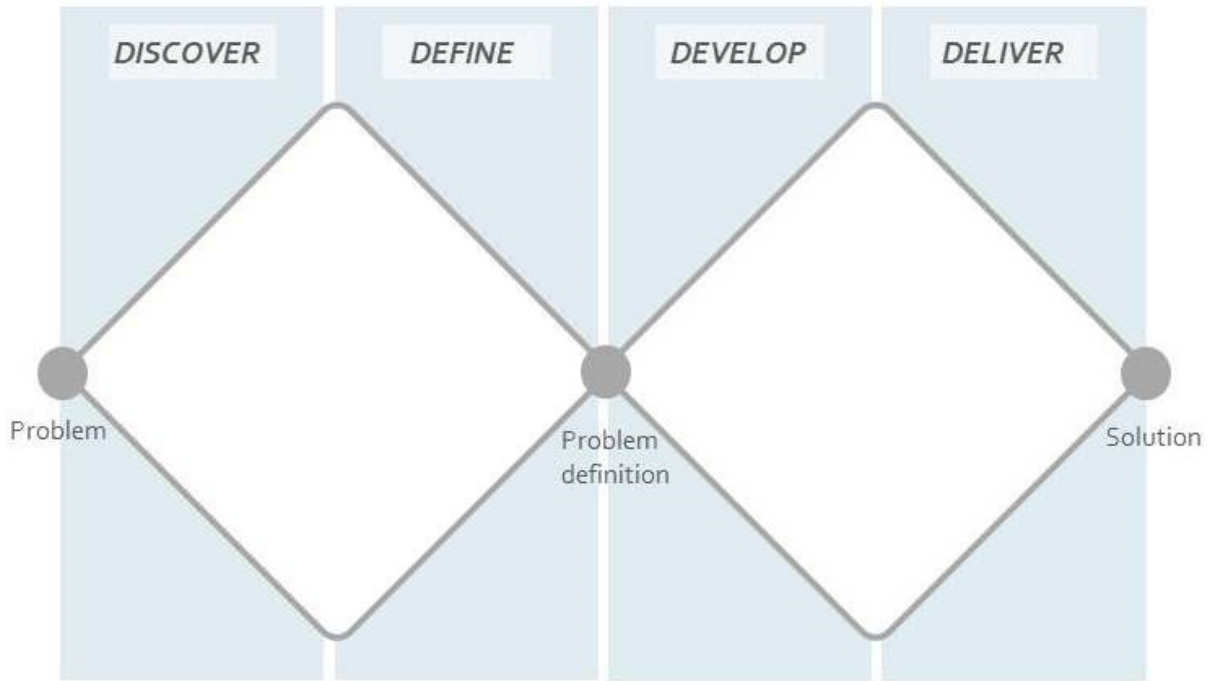 DISCOVER
DEFINE
DEVELOP
DELIVER
Problem
Problem
definition
Solution